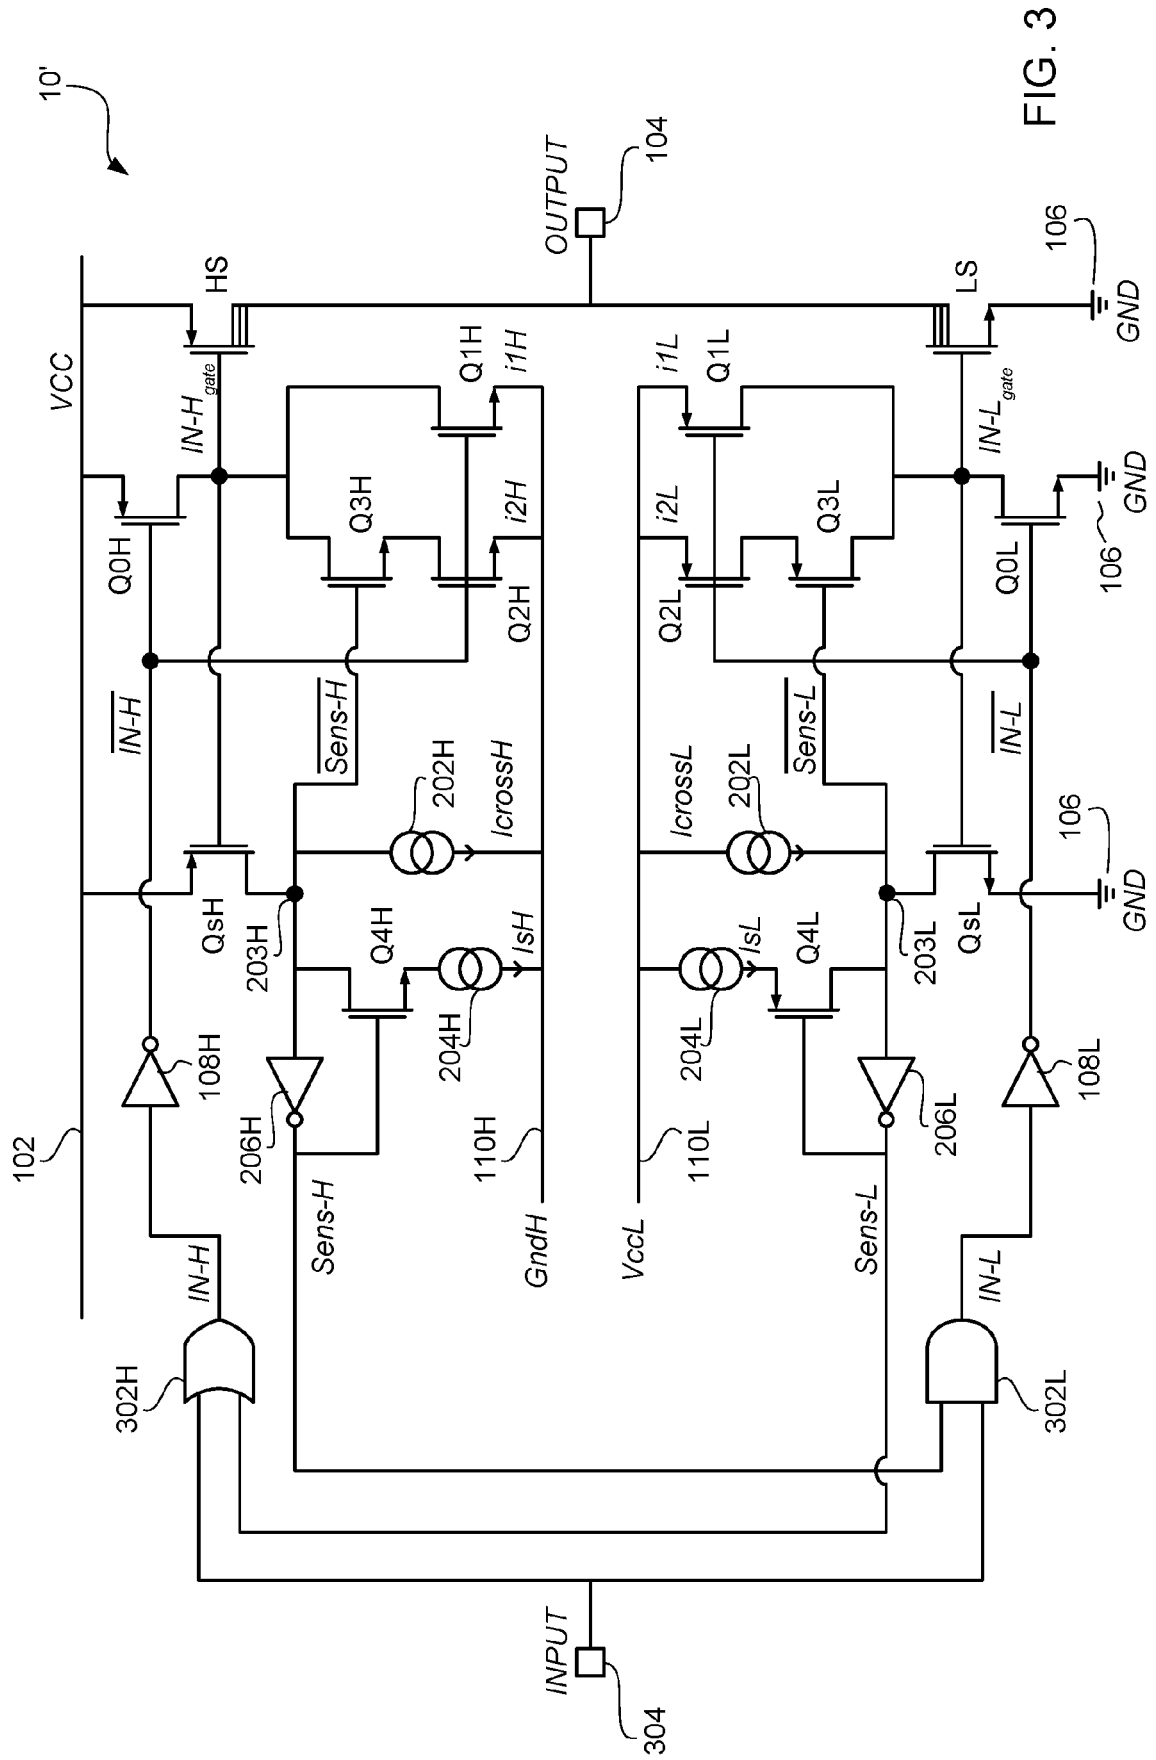 10'
FIG. 3
VCC
102
HS
IN-Hgate
OUTPUT
104
Q0H
IN-H
Q3H
Q1H
i1H
i2H
Q2H
Sens-H
QsH
203H
202H
IcrossH
Q4H
IsH
204H
108H
206H
Sens-H
110H
GndH
IN-H
302H
INPUT
304
i1L
Q1L
i2L
Q2L
Q3L
LS
IN-Lgate
106
GND
Q0L
106
GND
IN-L
Sens-L
IcrossL
202L
IsL
204L
Q4L
203L
QsL
106
GND
108L
206L
110L
VccL
Sens-L
IN-L
302L